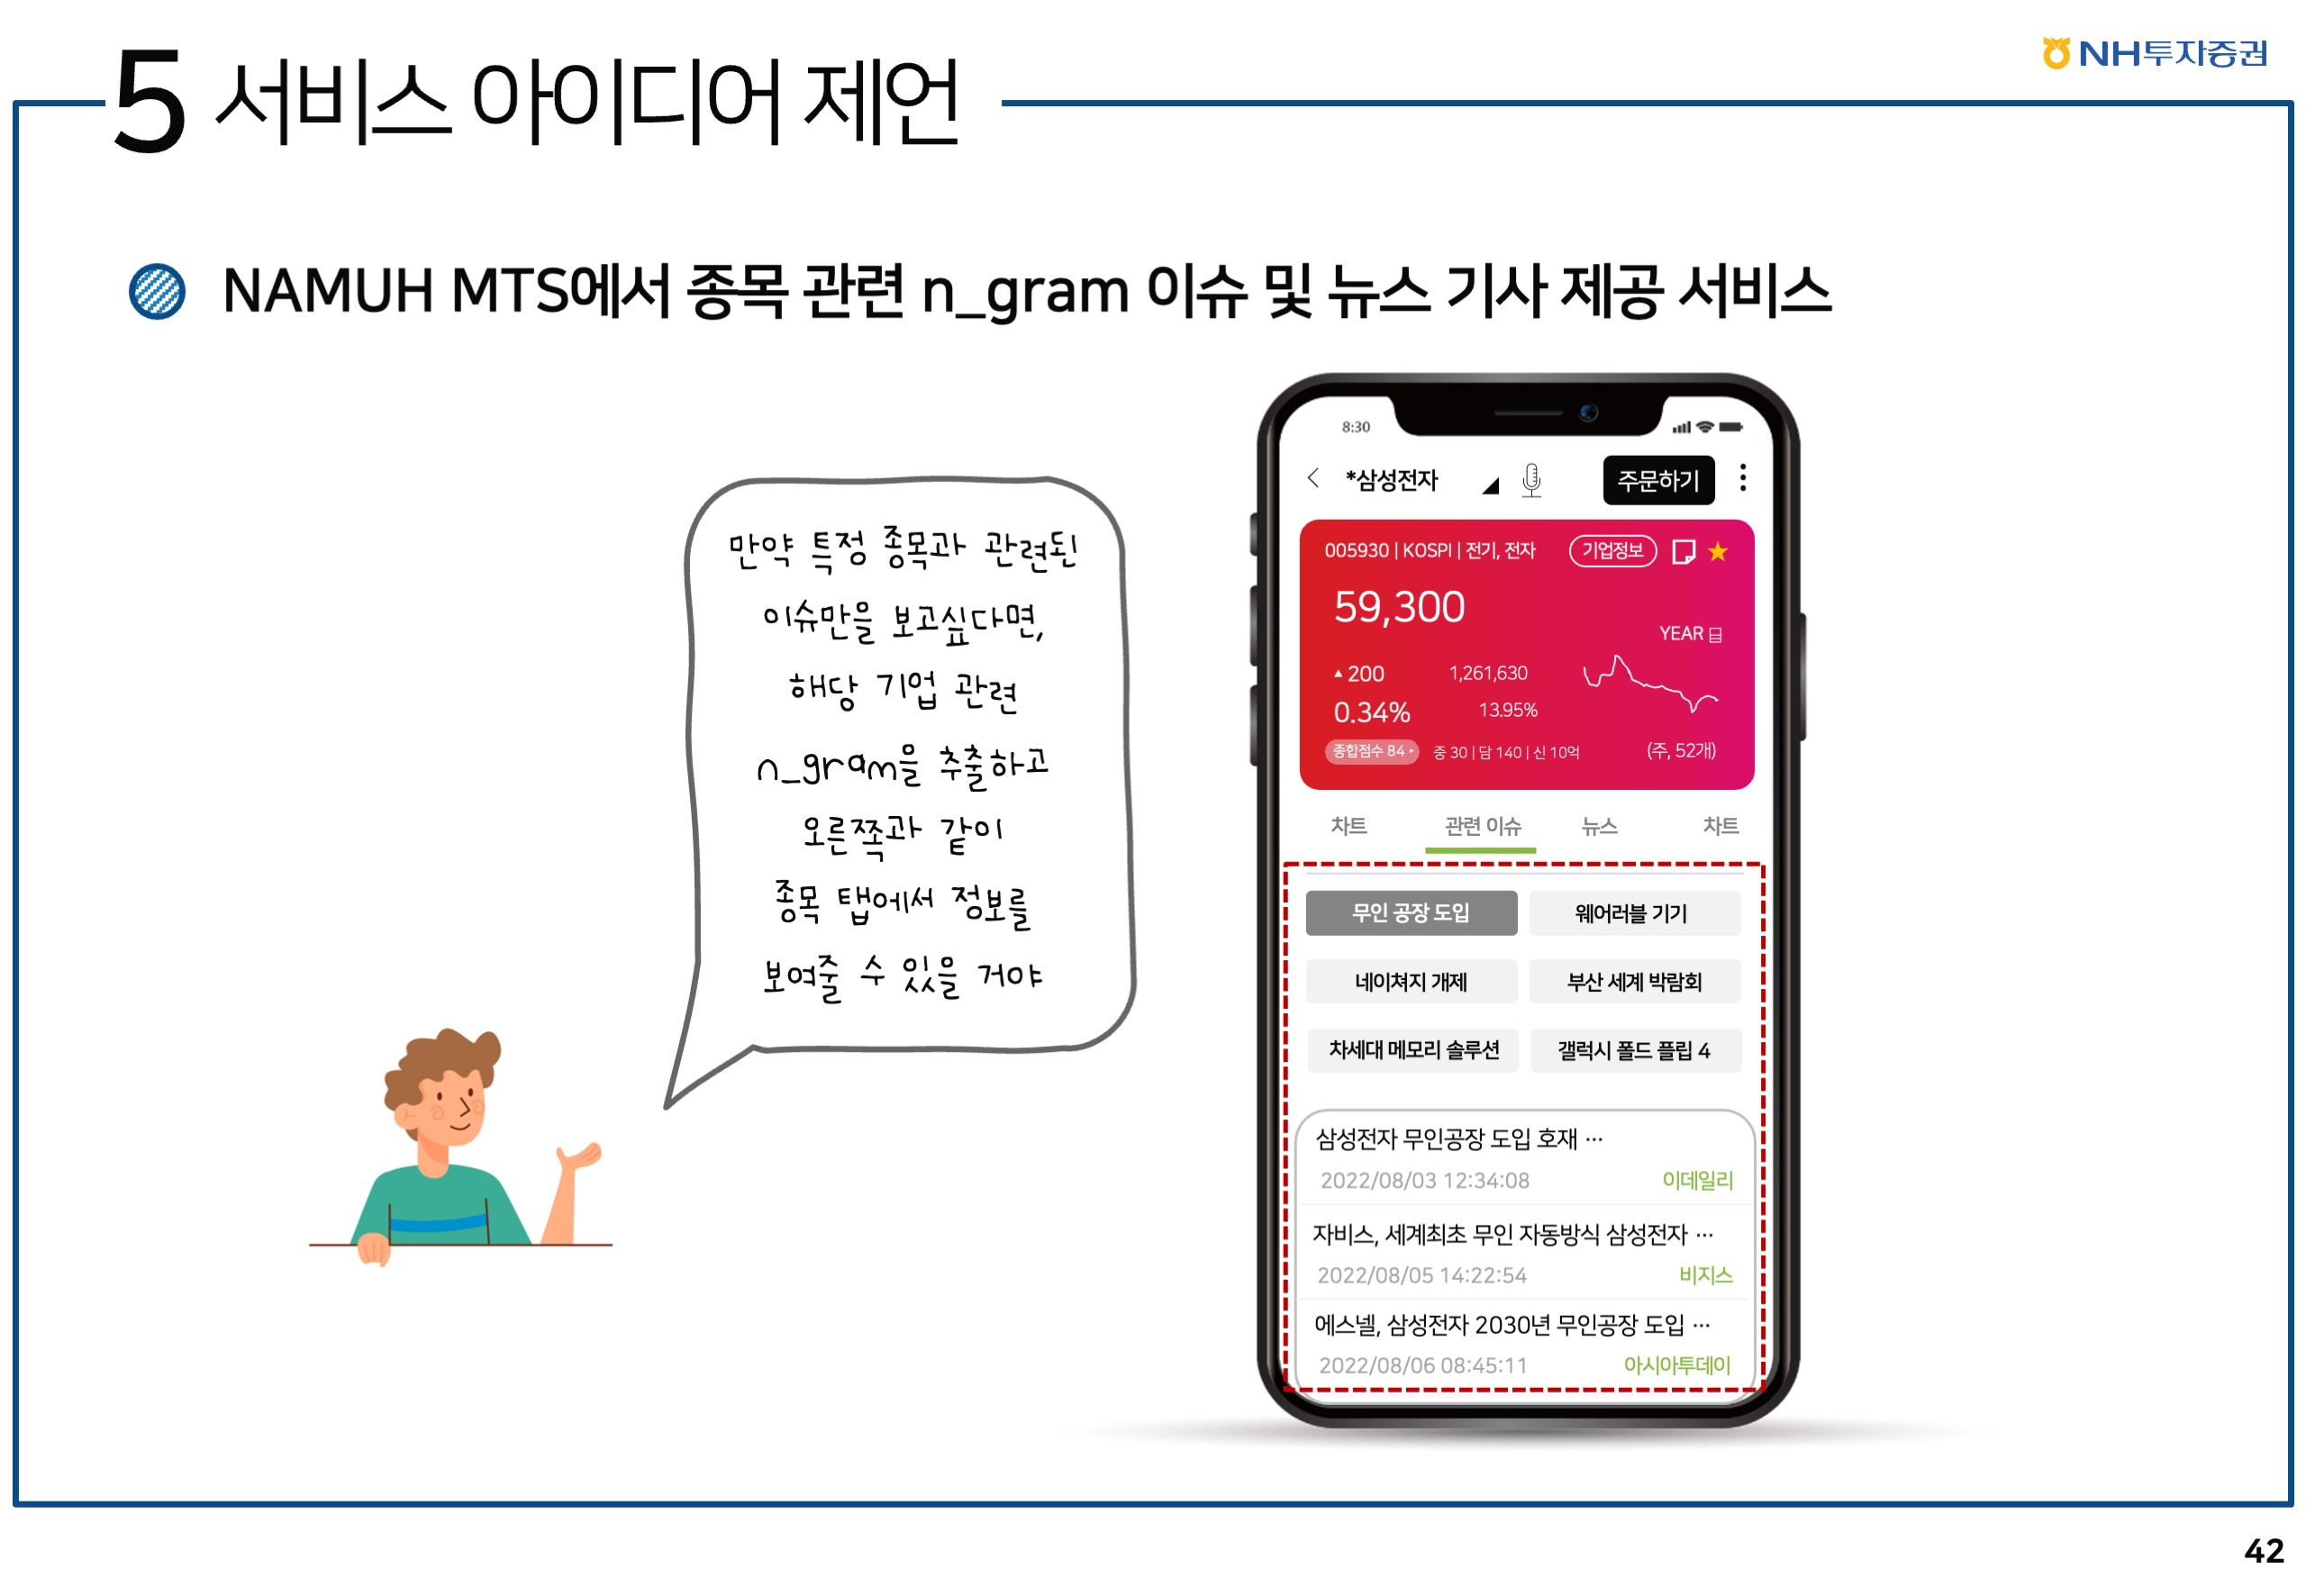 NH투자증권
5 서비스 아이디어 제언
NAMUH MTS에서 종목 관련 n_gram 이슈 및 뉴스 기사 제공 서비스
만약 특정 종목과 관련된
이슈만을 보고싶다면,
해당 기업 관련
n_gram을 추출하고
오른쪽과 같이
종목 탭에서 정보를
보여줄 수 있을 거야
8:30
*삼성전자 주문하기
005930 | KOSPI | 전기, 전자 기업정보
59,300
YEAR
▲200 1,261,630
0.34% 13.95%
종합점수 84 중 30 | 담 140 | 신 10억 (주, 52개)
차트 관련 이슈 뉴스 차트
무인 공장 도입 웨어러블 기기
네이쳐지 개제 부산 세계 박람회
차세대 메모리 솔루션 갤럭시 폴드 플립 4
삼성전자 무인공장 도입 호재 ···
2022/08/03 12:34:08 이데일리
자비스, 세계최초 무인 자동방식 삼성전자 ···
2022/08/05 14:22:54 비지스
에스넬, 삼성전자 2030년 무인공장 도입 ···
2022/08/06 08:45:11 아시아투데이
42